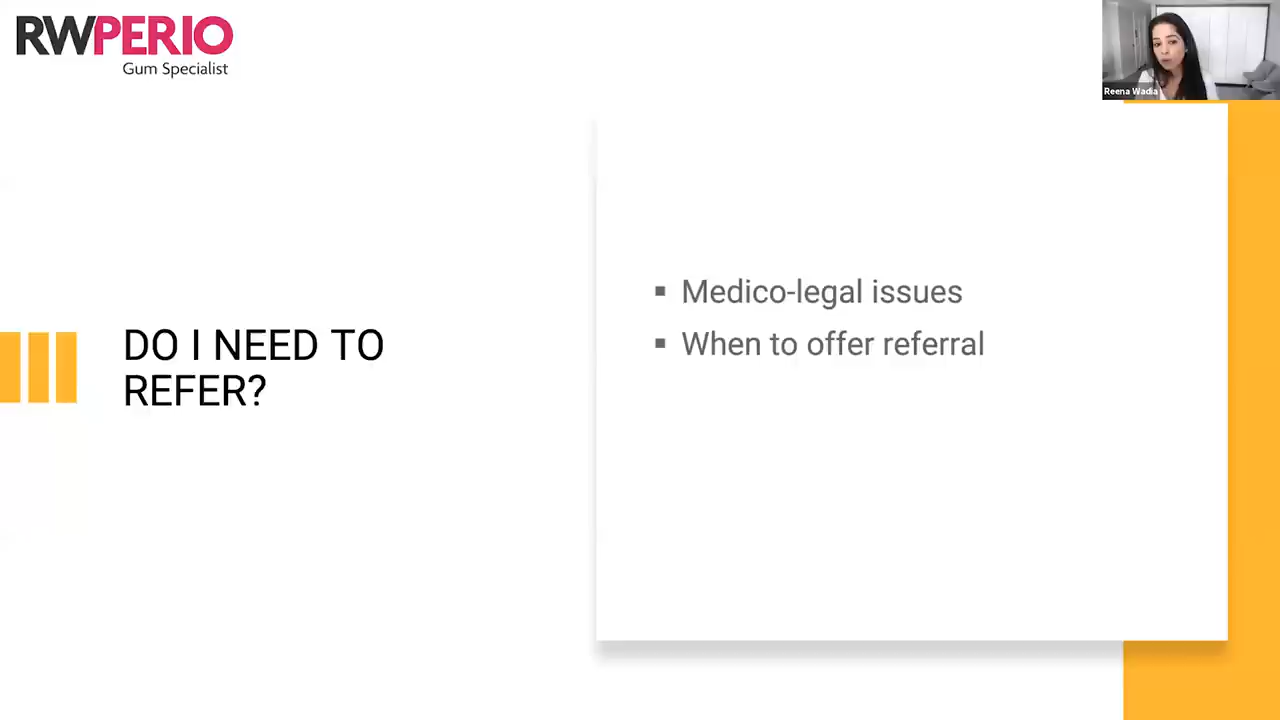 RWPERIO
Gum Specialist
Reena Wadia
DO I NEED TO
REFER?
▪ Medico-legal issues
▪ When to offer referral